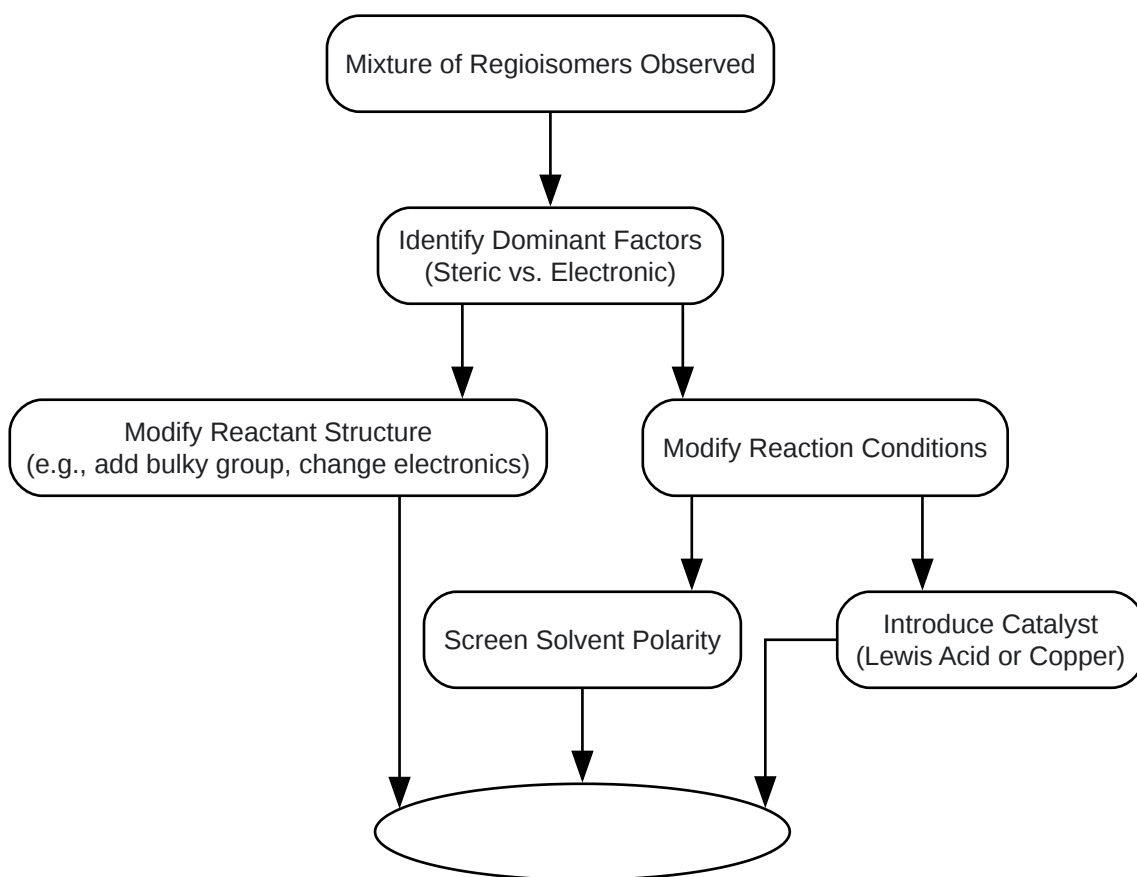 Mixture of Regioisomers Observed
Identify Dominant Factors
(Steric vs. Electronic)
Modify Reactant Structure
(e.g., add bulky group, change electronics)
Modify Reaction Conditions
Screen Solvent Polarity
Introduce Catalyst
(Lewis Acid or Copper)